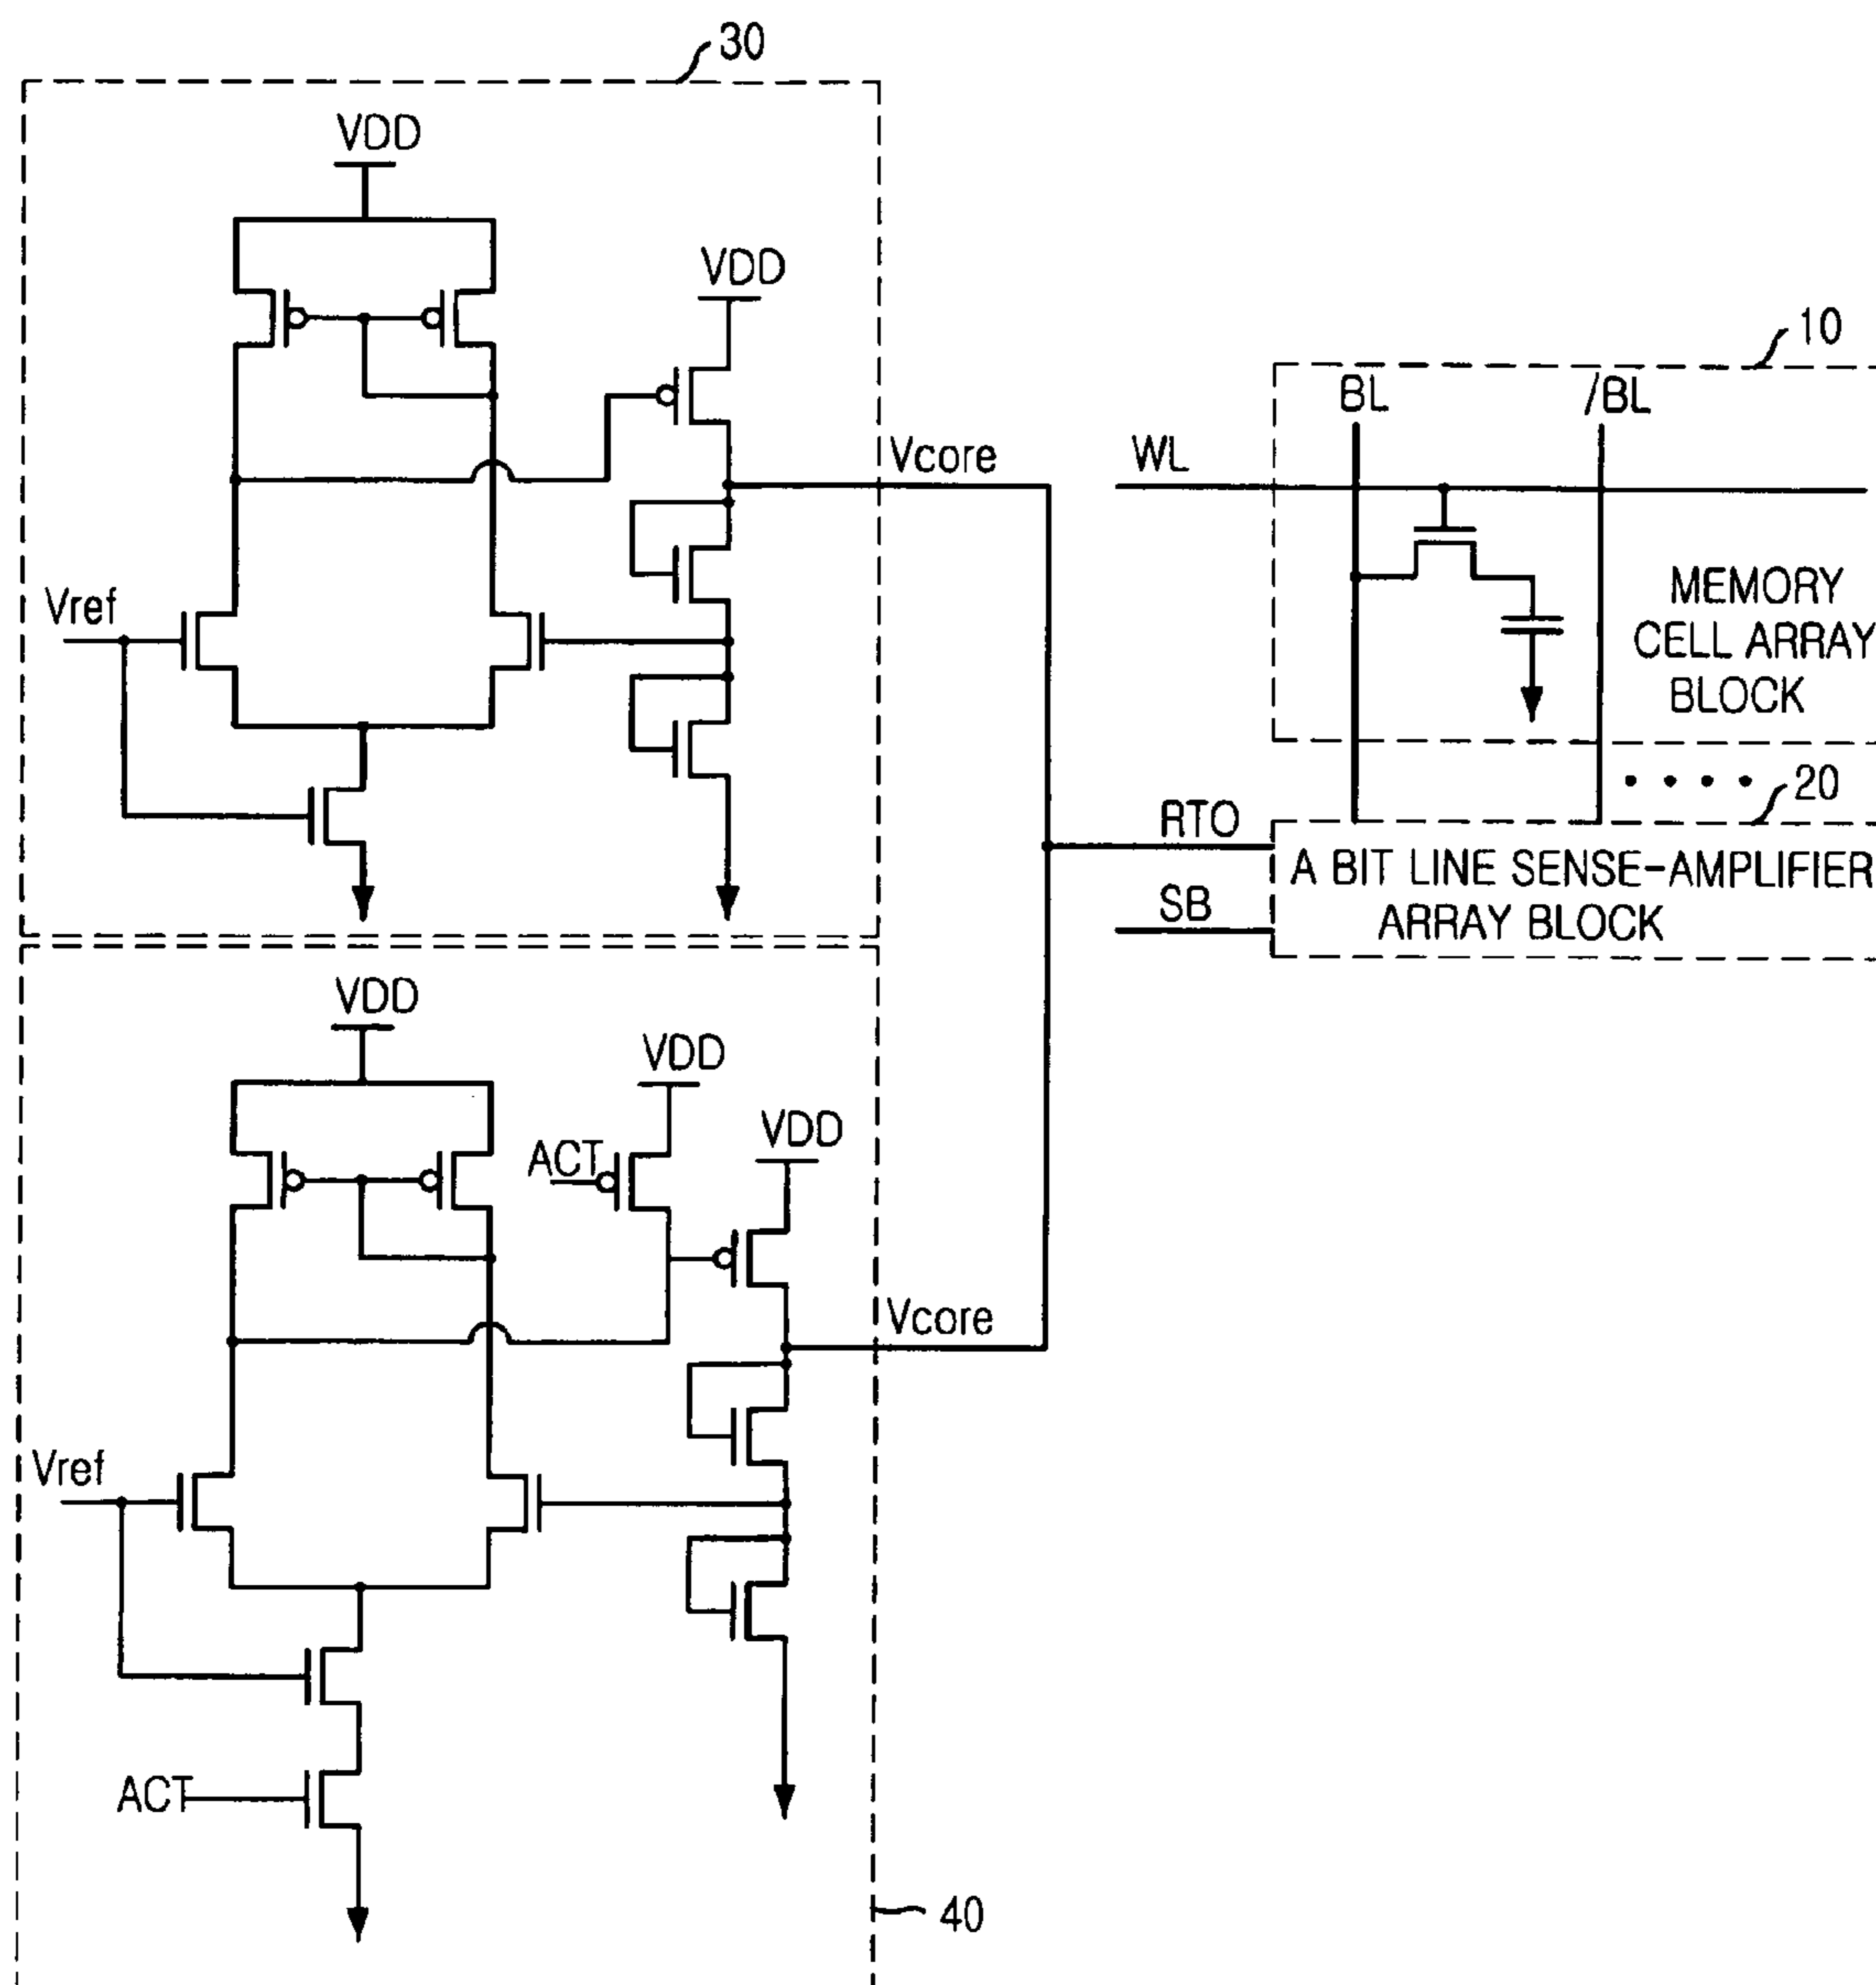 30
VDD
VDD
Vcore
Vref
10
BL
/BL
WL
MEMORY
CELL ARRAY
BLOCK
20
RTO
SB
A BIT LINE SENSE-AMPLIFIER
ARRAY BLOCK
VDD
VDD
VDD
ACT
Vcore
Vref
ACT
40